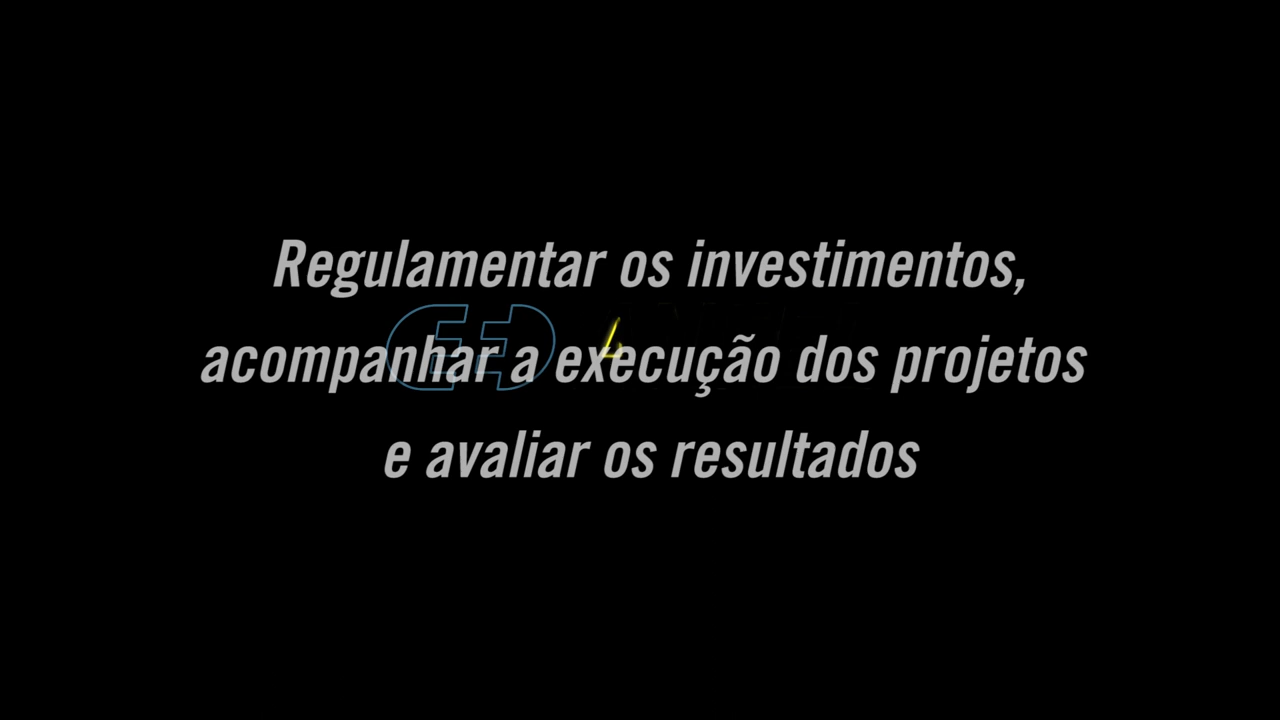 Regulamentar os investimentos,
acompanhar a execução dos projetos
e avaliar os resultados